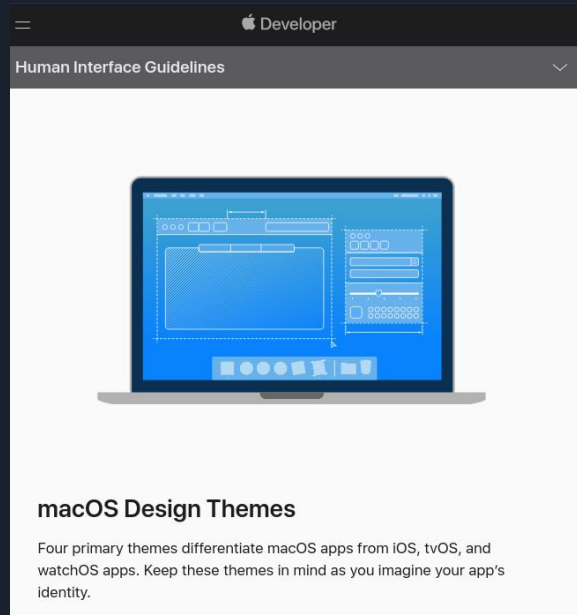 Developer
Human Interface Guidelines
macOS Design Themes
Four primary themes differentiate macOS apps from iOS, tvOS, and
watchOS apps. Keep these themes in mind as you imagine your app's
identity.